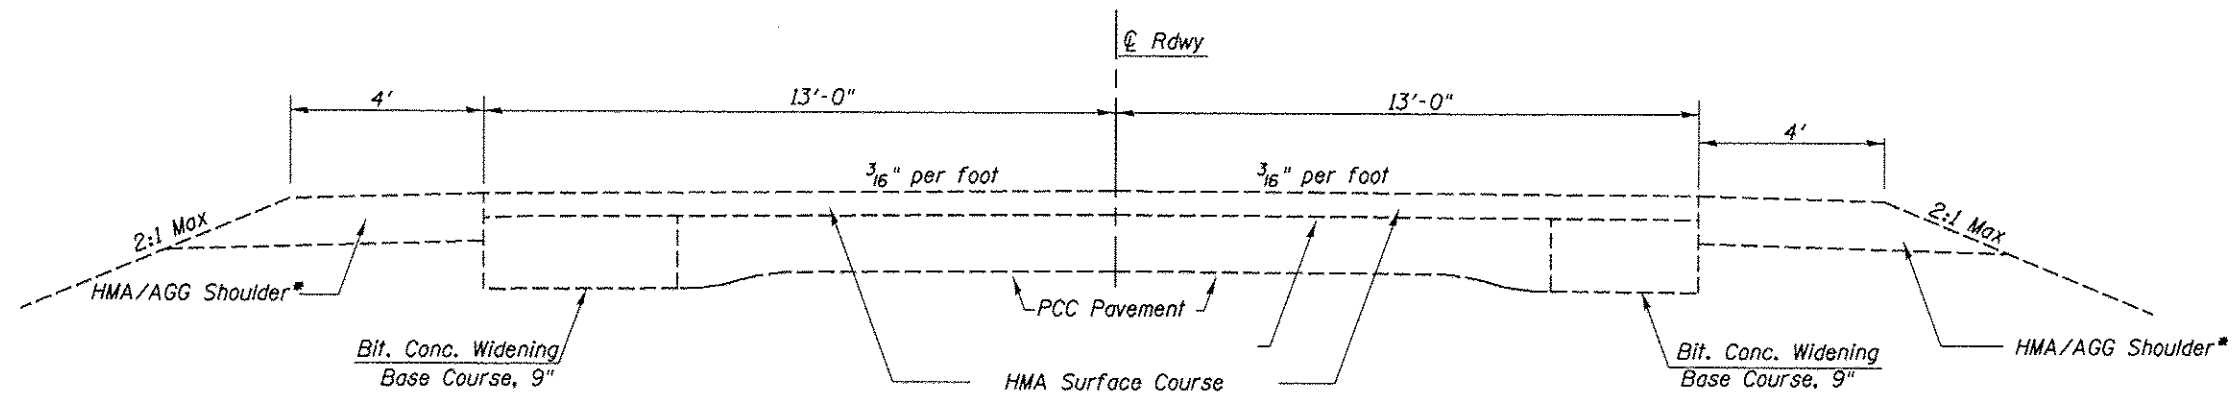 ℄ Rdwy
4'
13'-0"
13'-0"
4'
3/16" per foot
3/16" per foot
2:1 Max
2:1 Max
HMA/AGG Shoulder*
PCC Pavement
HMA/AGG Shoulder*
Bit. Conc. Widening
Base Course, 9"
HMA Surface Course
Bit. Conc. Widening
Base Course, 9"